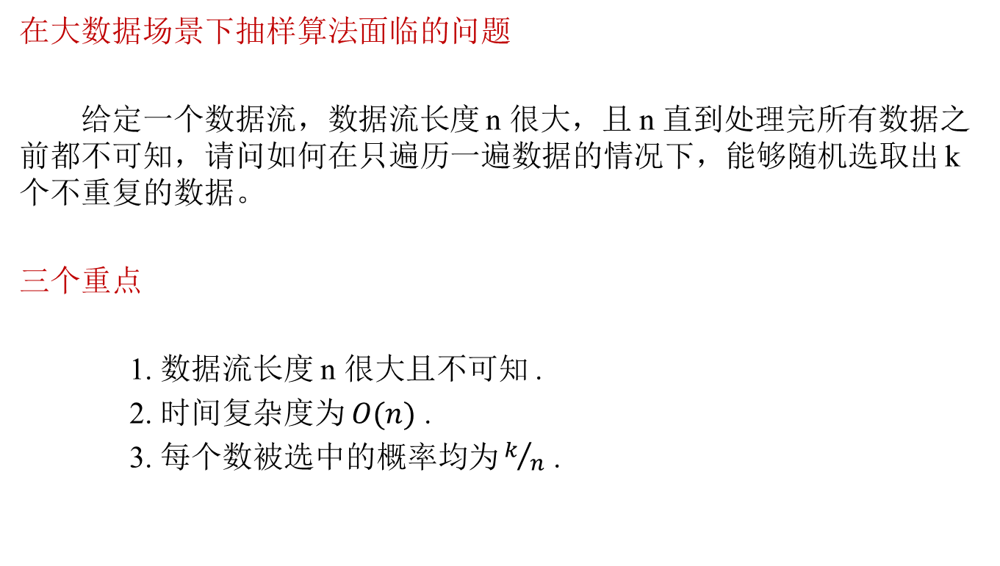 在大数据场景下抽样算法面临的问题
给定一个数据流，数据流长度 n 很大，且 n 直到处理完所有数据之
前都不可知，请问如何在只遍历一遍数据的情况下，能够随机选取出 k
个不重复的数据。
三个重点
1. 数据流长度 n 很大且不可知 .
2. 时间复杂度为 O(n) .
3. 每个数被选中的概率均为 k/n .